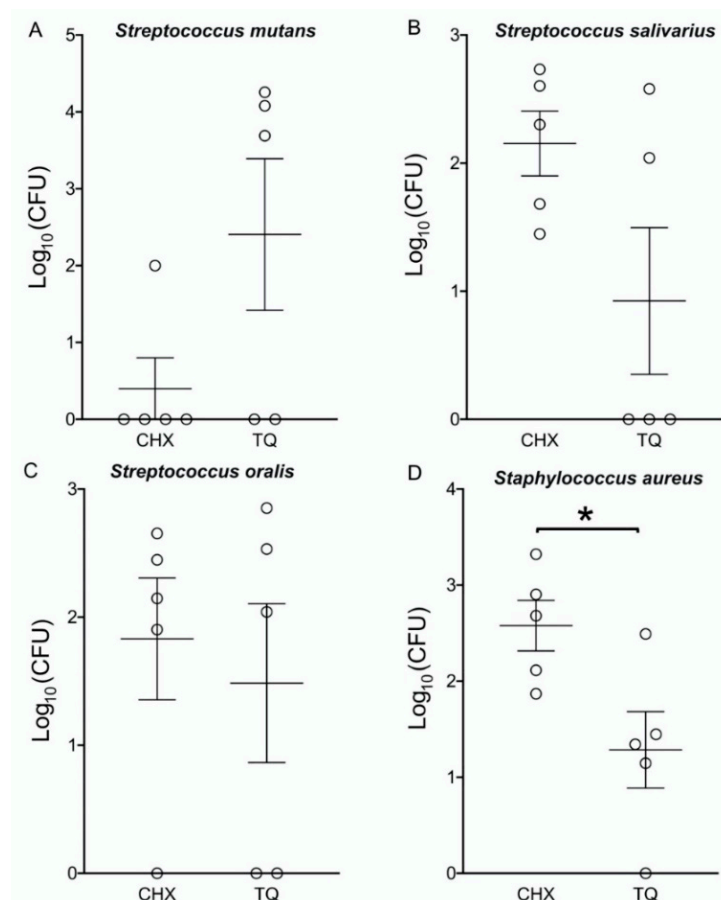 A
Streptococcus mutans
5
4
3
2
1
0
Log10(CFU)
CHX
TQ
B
Streptococcus salivarius
3
2
1
0
Log10(CFU)
CHX
TQ
C
Streptococcus oralis
3
2
1
0
Log10(CFU)
CHX
TQ
D
Staphylococcus aureus
4
3
2
1
0
Log10(CFU)
*
CHX
TQ